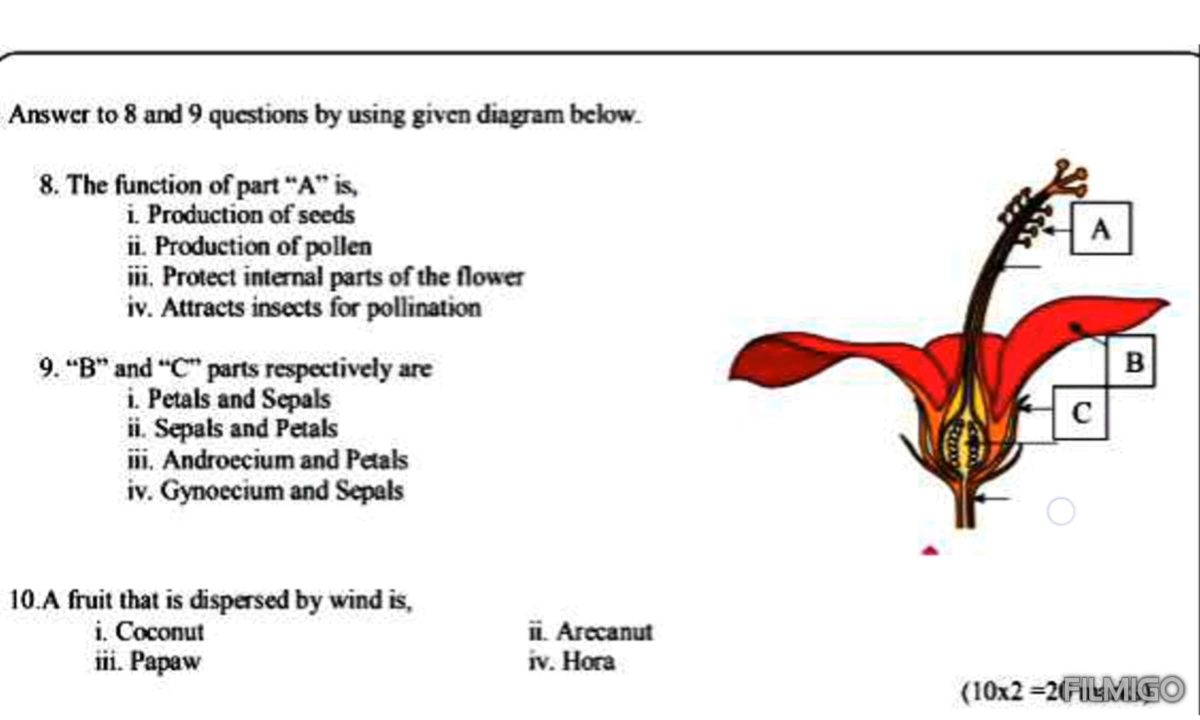 Answer to 8 and 9 questions by using given diagram below.
8. The function of part “A” is,
i. Production of seeds
ii. Production of pollen
iii. Protect internal parts of the flower
iv. Attracts insects for pollination
9. “B” and “C” parts respectively are
i. Petals and Sepals
ii. Sepals and Petals
iii. Androecium and Petals
iv. Gynoecium and Sepals
A
B
C
10.A fruit that is dispersed by wind is,
i. Coconut
ii. Arecanut
iii. Papaw
iv. Hora
(10x2 =20
FILMIGO